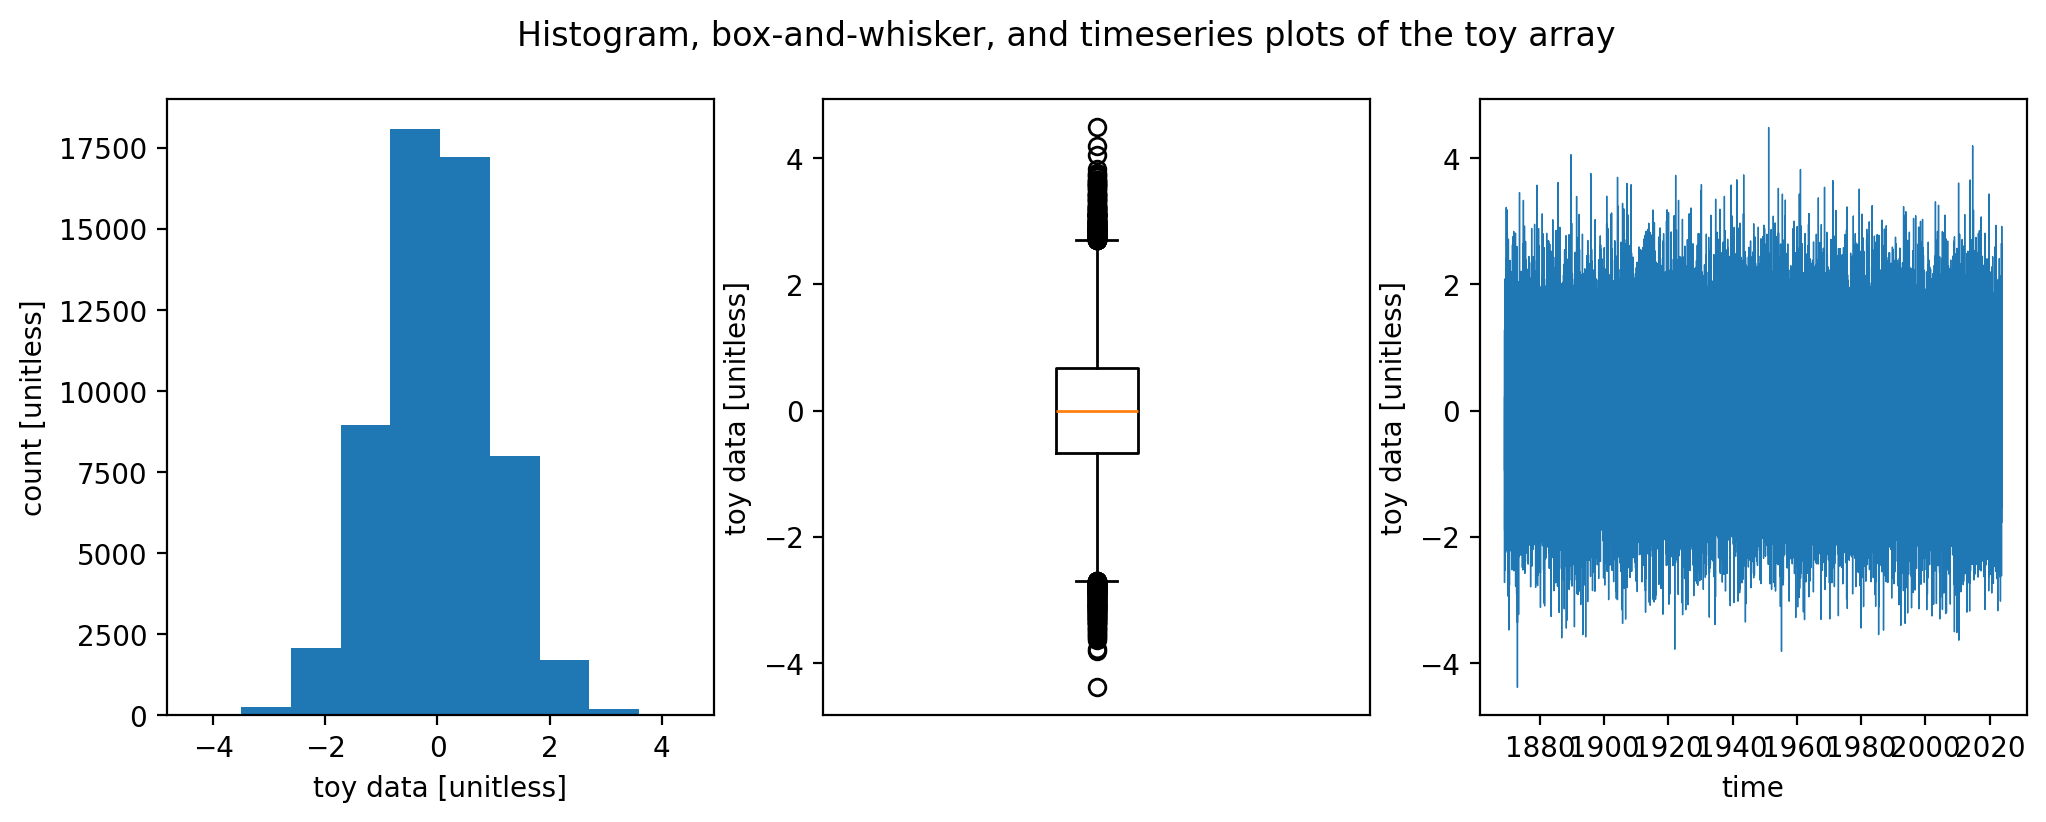 Histogram, box-and-whisker, and timeseries plots of the toy array
count [unitless]
17500
15000
12500
10000
7500
5000
2500
0
−4 −2 0 2 4
toy data [unitless]
toy data [unitless]
4
2
0
−2
−4
toy data [unitless]
4
2
0
−2
−4
1880 1900 1920 1940 1960 1980 2000 2020
time